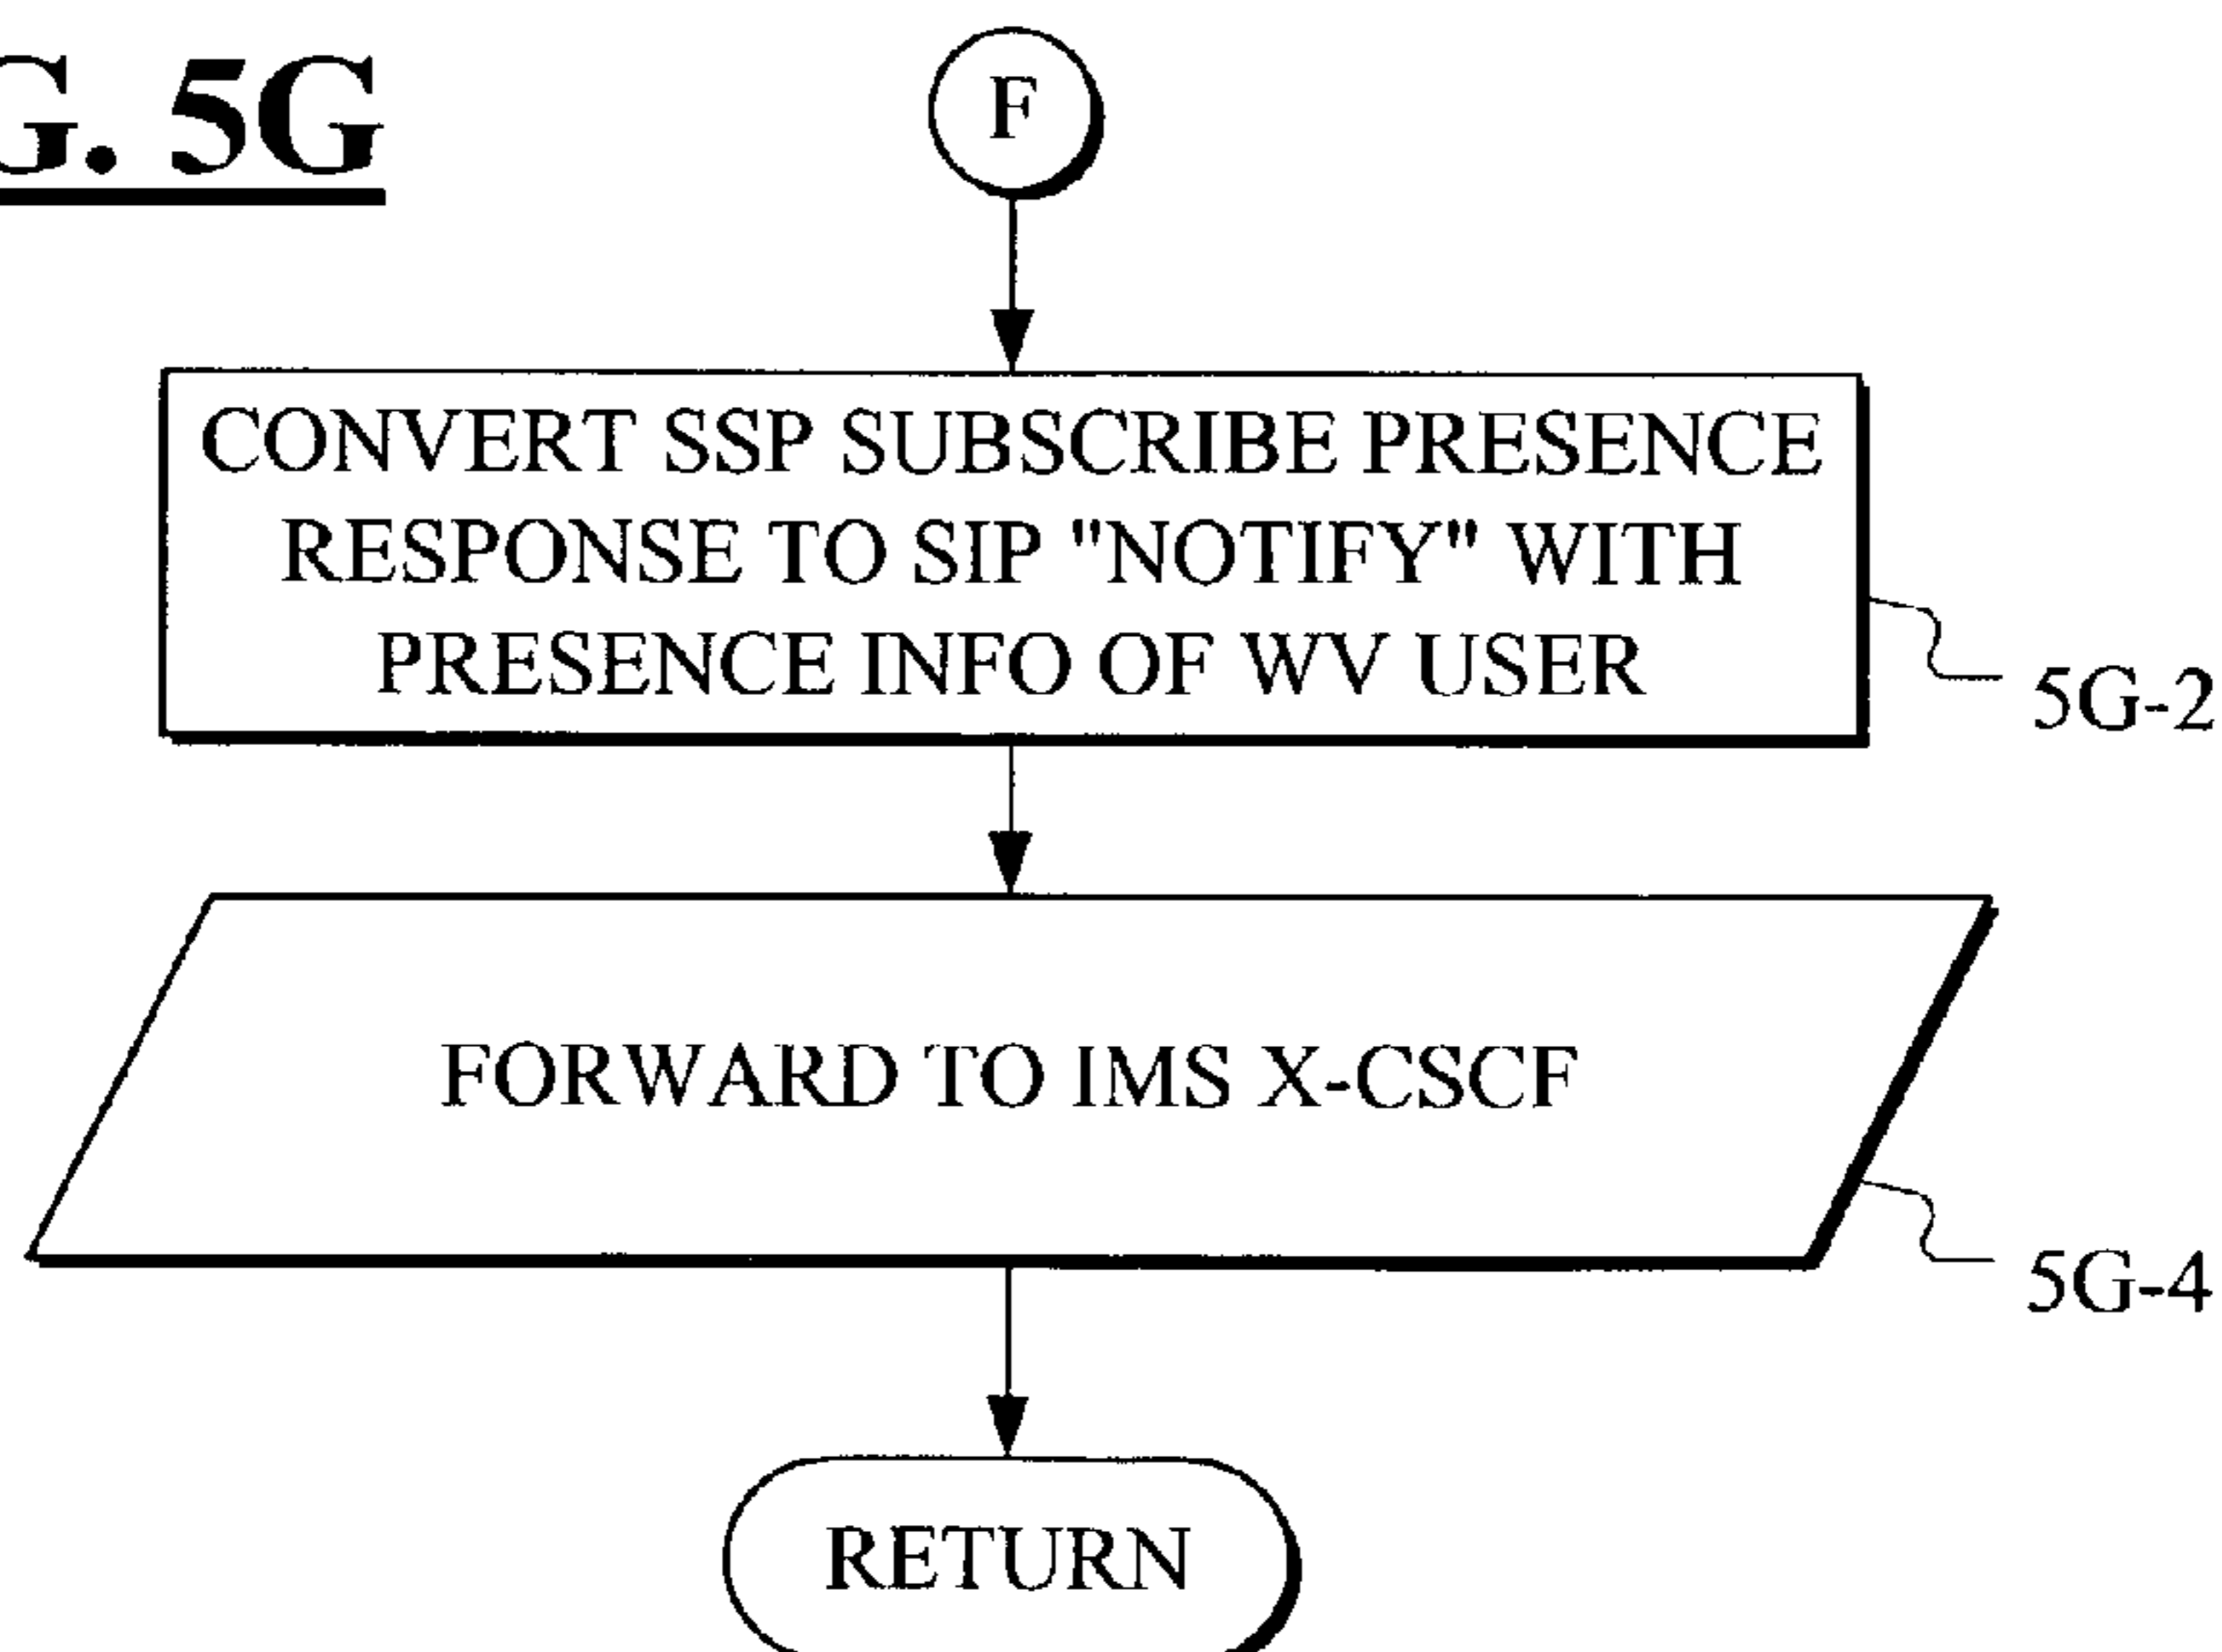 G. 5G
F
CONVERT SSP SUBSCRIBE PRESENCE
RESPONSE TO SIP "NOTIFY" WITH
PRESENCE INFO OF WV USER
5G-2
FORWARD TO IMS X-CSCF
5G-4
RETURN